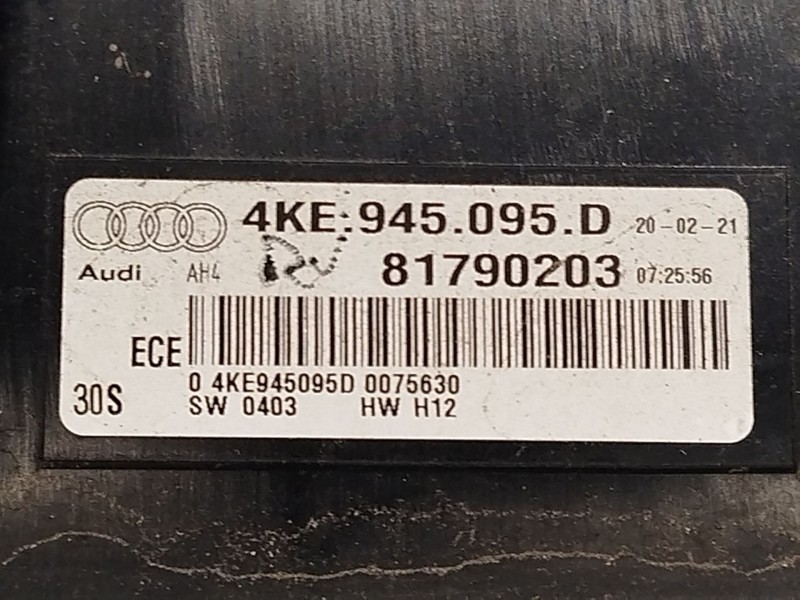 4KE.945.095.D 20-02-21
Audi AH4 81790203 07:25:56
ECE
0 4KE945095D 0075630
30S SW 0403 HW H12